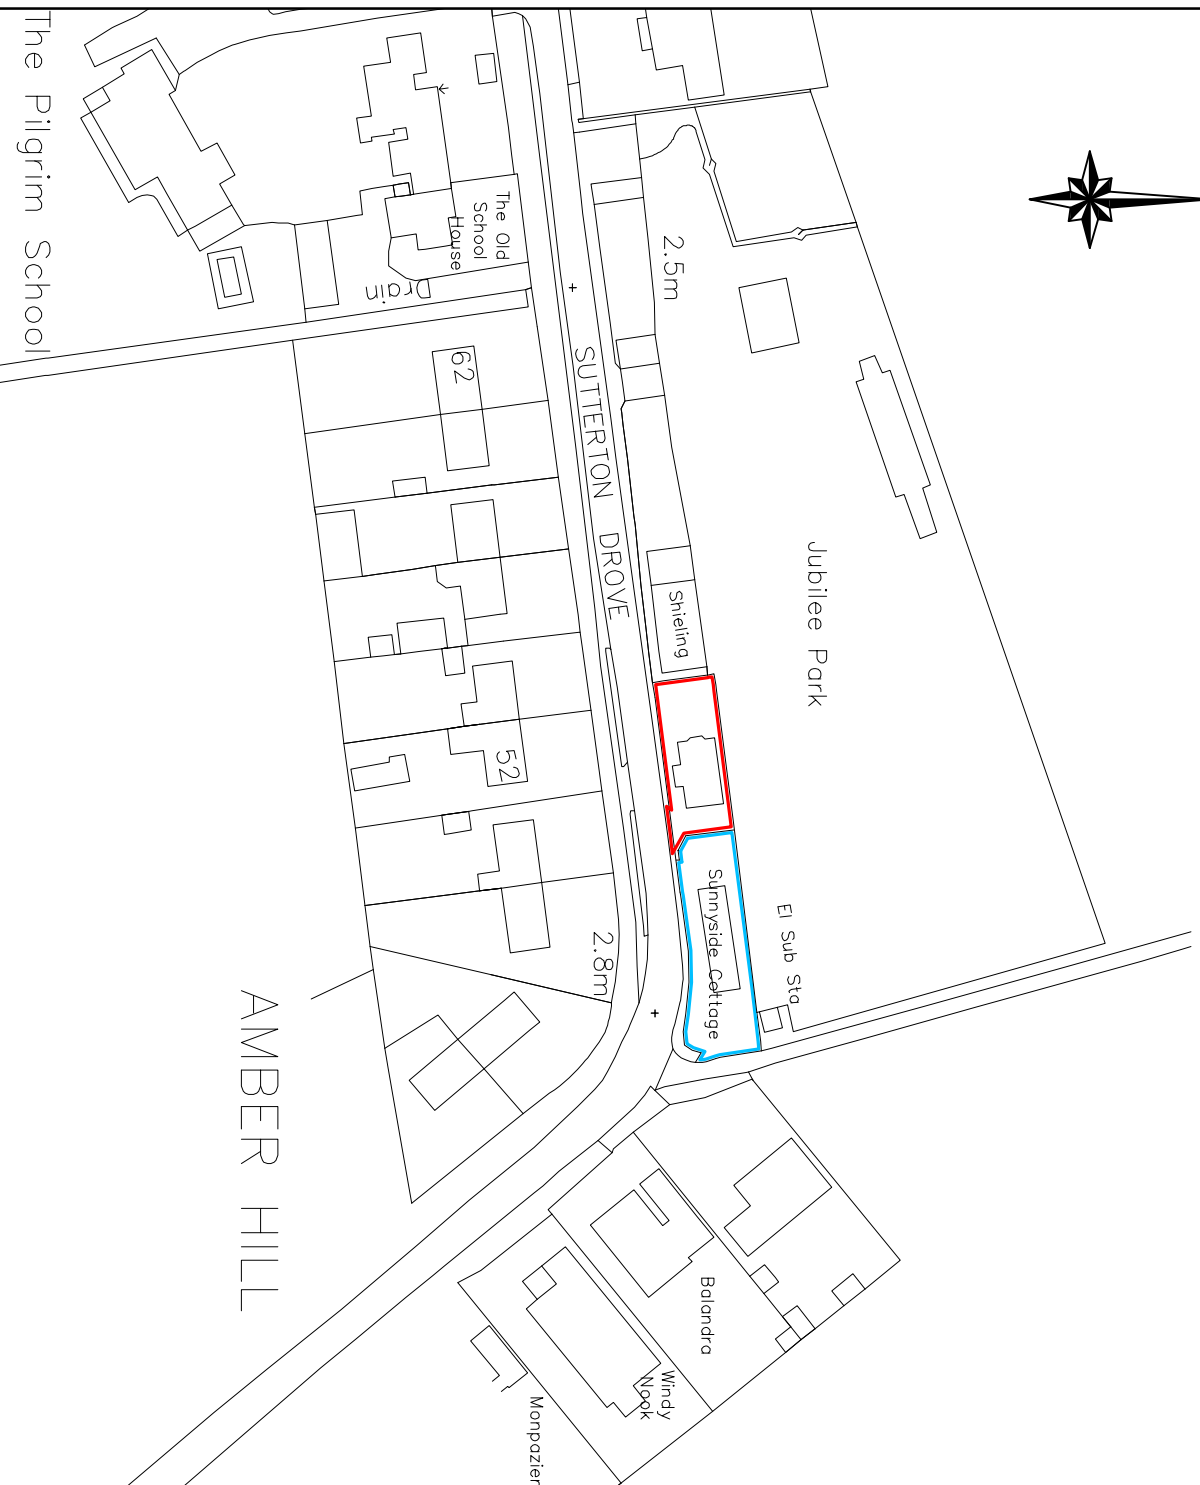 The Pilgrim School
The Old
School
House
Drain
2.5m
62
SUTTERTON DROVE
Jubilee Park
Shieling
52
Sunnyside Cottage
El Sub Sta
2.8m
AMBER HILL
Balandra
Windy
Nook
Monpazier